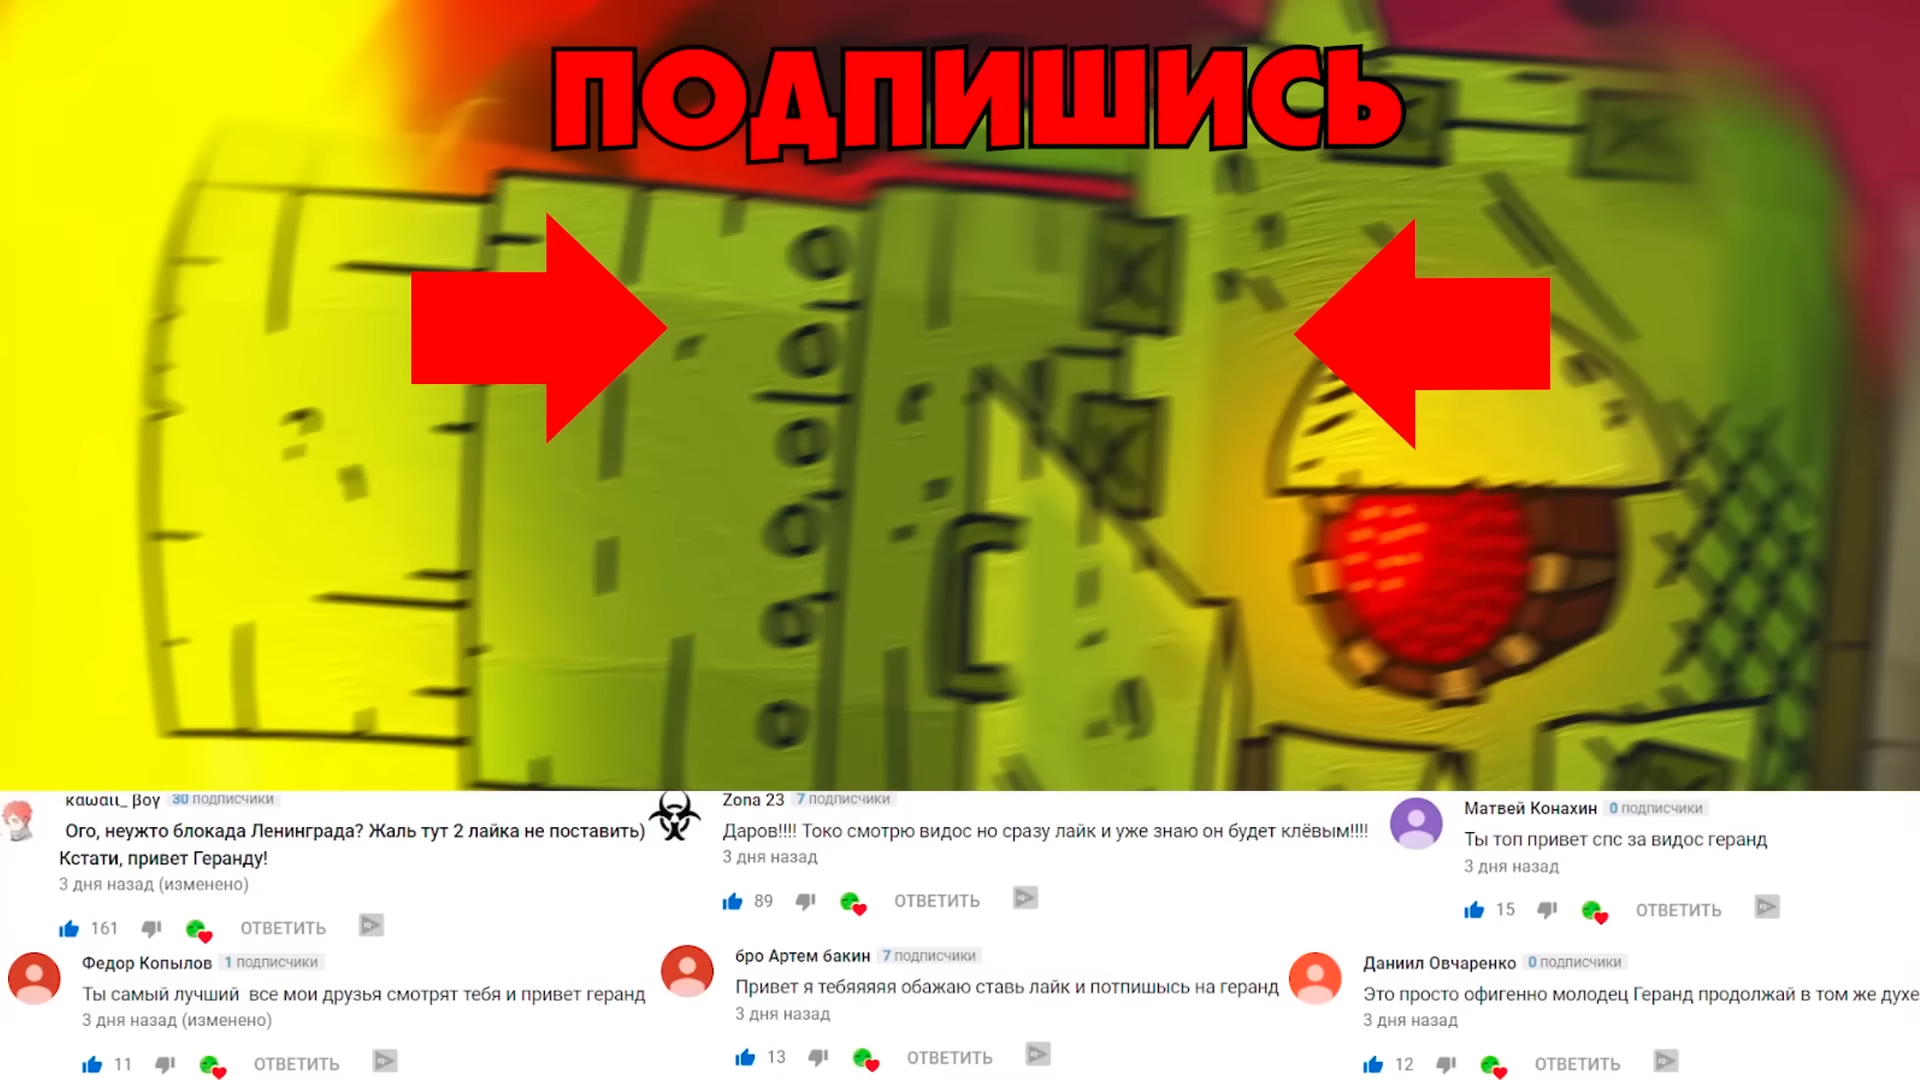 ПОДПИШИСЬ
каωαιι_ βογ 30 подписчики
Ого, неужто блокада Ленинграда? Жаль тут 2 лайка не поставить)
Кстати, привет Геранду!
3 дня назад (изменено)
161 ОТВЕТИТЬ
Zona 23 7 подписчики
Даров!!!! Токо смотрю видос но сразу лайк и уже знаю он будет клёвым!!!!
3 дня назад
89 ОТВЕТИТЬ
Матвей Конахин 0 подписчики
Ты топ привет спс за видос геранд
3 дня назад
15 ОТВЕТИТЬ
Федор Копылов 1 подписчики
Ты самый лучший все мои друзья смотрят тебя и привет геранд
3 дня назад (изменено)
11 ОТВЕТИТЬ
бро Артем бакин 7 подписчики
Привет я тебяяяяя обажаю ставь лайк и потпишысь на геранд
3 дня назад
13 ОТВЕТИТЬ
Даниил Овчаренко 0 подписчики
Это просто офигенно молодец Геранд продолжай в том же духе
3 дня назад
12 ОТВЕТИТЬ